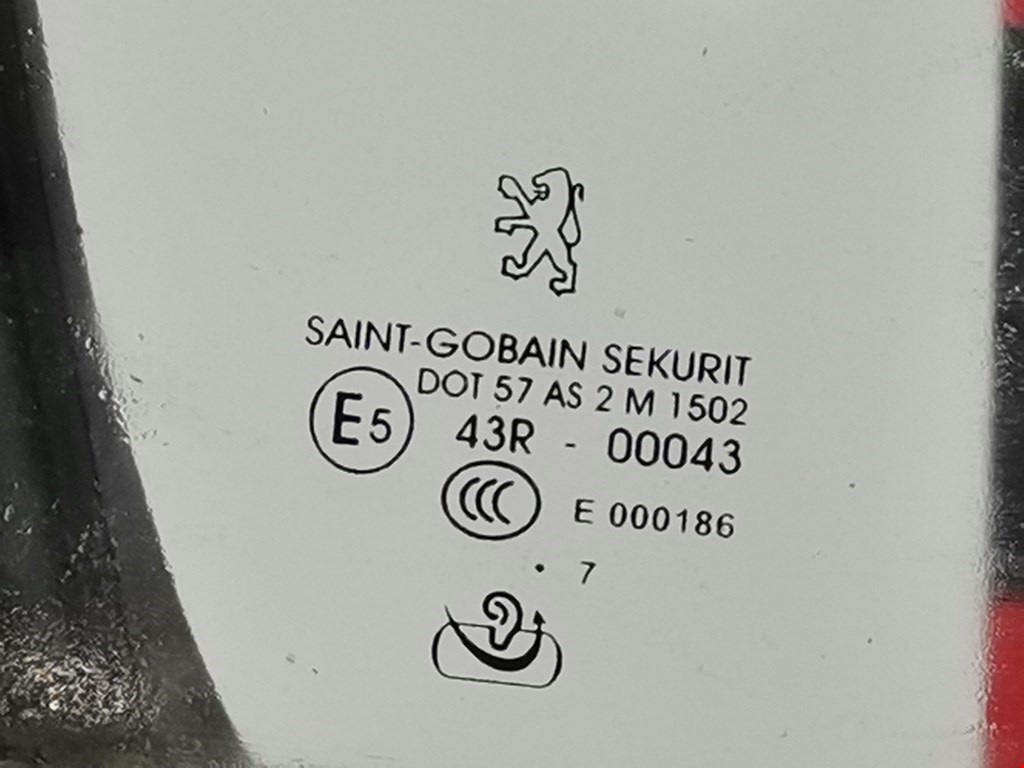 SAINT-GOBAIN SEKURIT
DOT 57 AS 2 M 1502
E5 43R - 00043
CCC E 000186
. 7